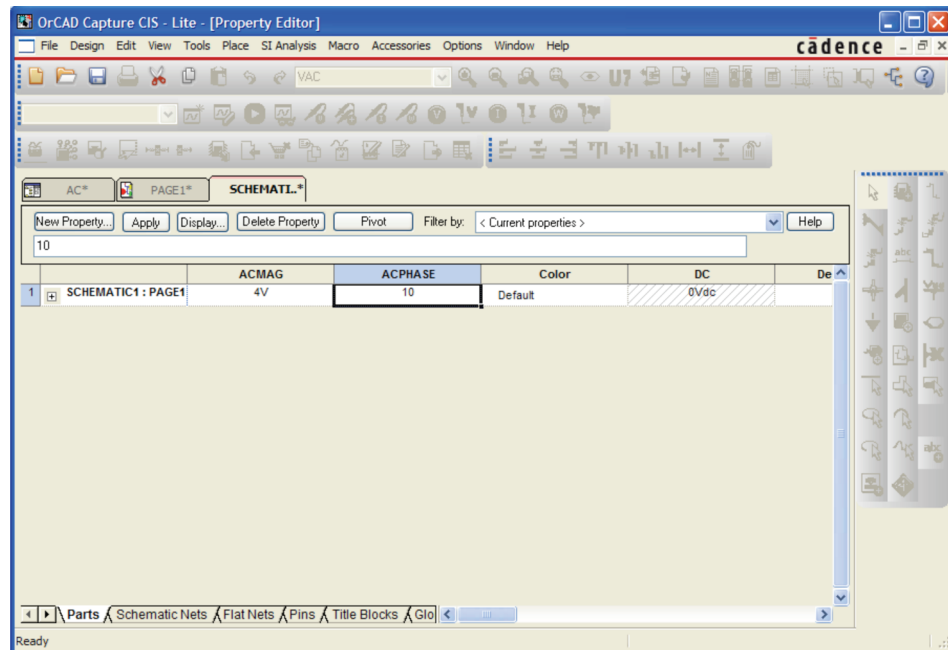 OrCAD Capture CIS - Lite - [Property Editor]
File Design Edit View Tools Place SI Analysis Macro Accessories Options Window Help cādence
VAC
U?
AC* PAGE1* SCHEMATI..*
New Property... Apply Display... Delete Property Pivot Filter by: < Current properties > Help
10
ACMAG ACPHASE Color DC De
1 SCHEMATIC1 : PAGE1 4V 10 Default 0Vdc
Parts Schematic Nets Flat Nets Pins Title Blocks Glo
Ready